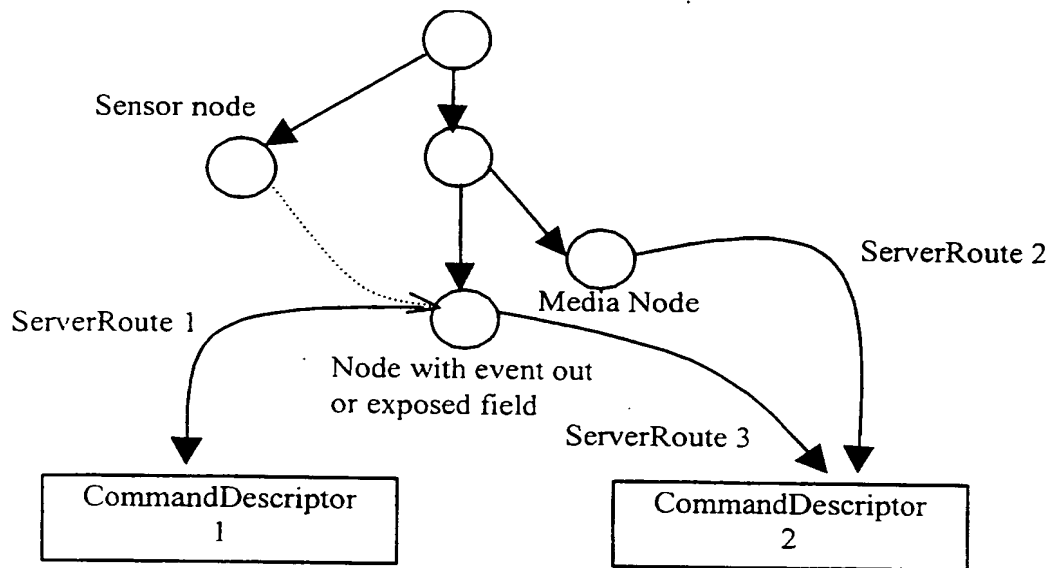 Sensor node
ServerRoute 2
Media Node
ServerRoute 1
Node with event out
or exposed field
ServerRoute 3
CommandDescriptor
1
CommandDescriptor
2